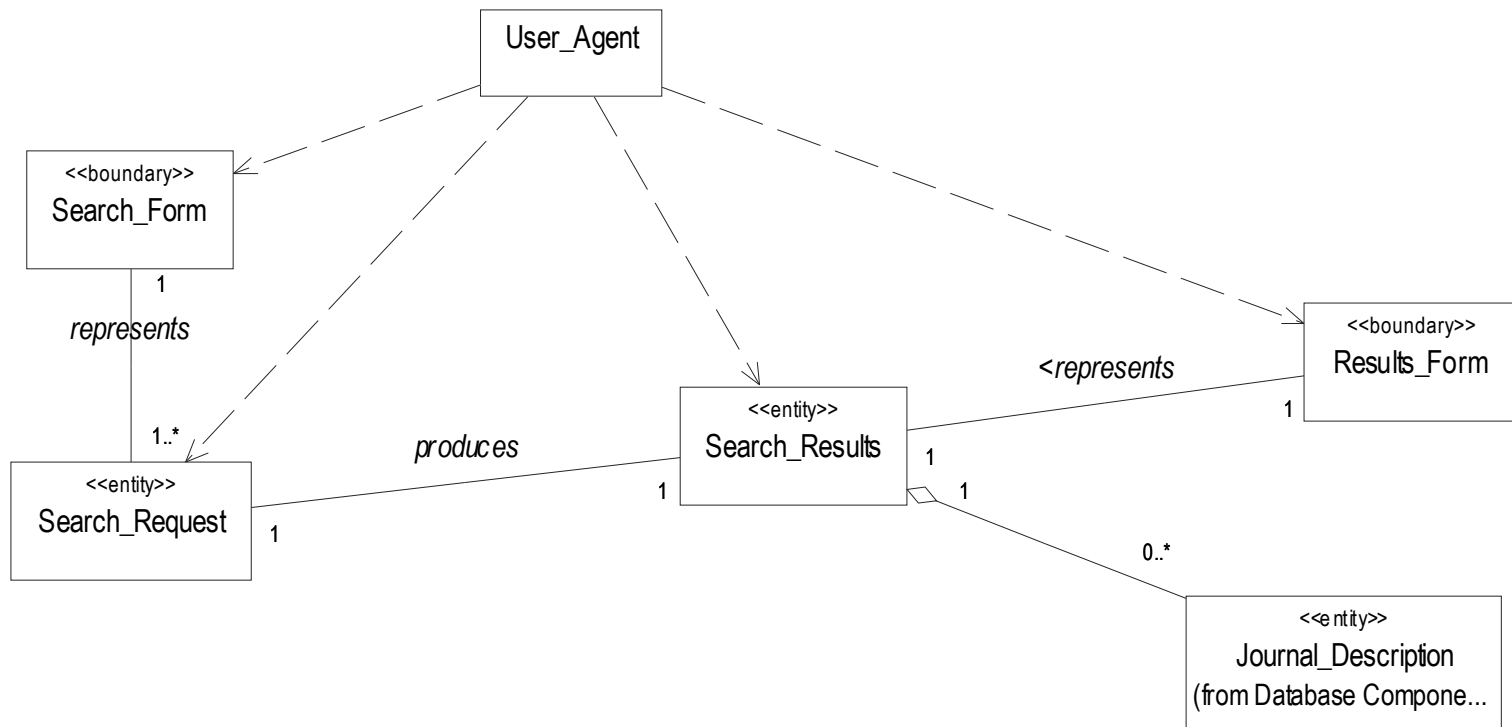 User_Agent
<<boundary>>
Search_Form
1
represents
1..*
<<entity>>
Search_Request
1
produces
1
<<entity>>
Search_Results
1
1
<represents
1
<<boundary>>
Results_Form
0..*
<<entity>>
Journal_Description
(from Database Compone...